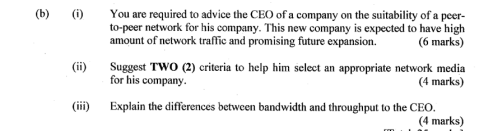 (b) (i) You are required to advice the CEO of a company on the suitability of a peer-
to-peer network for his company. This new company is expected to have high
amount of network traffic and promising future expansion. (6 marks)
(ii) Suggest TWO (2) criteria to help him select an appropriate network media
for his company. (4 marks)
(iii) Explain the differences between bandwidth and throughput to the CEO.
(4 marks)